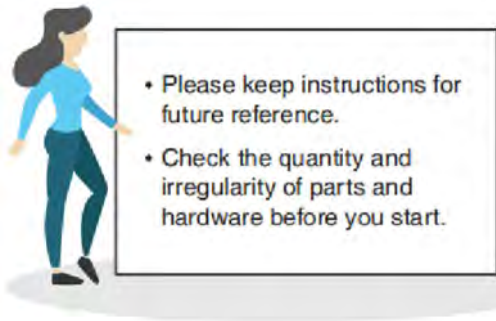 • Please keep instructions for
future reference.
• Check the quantity and
irregularity of parts and
hardware before you start.